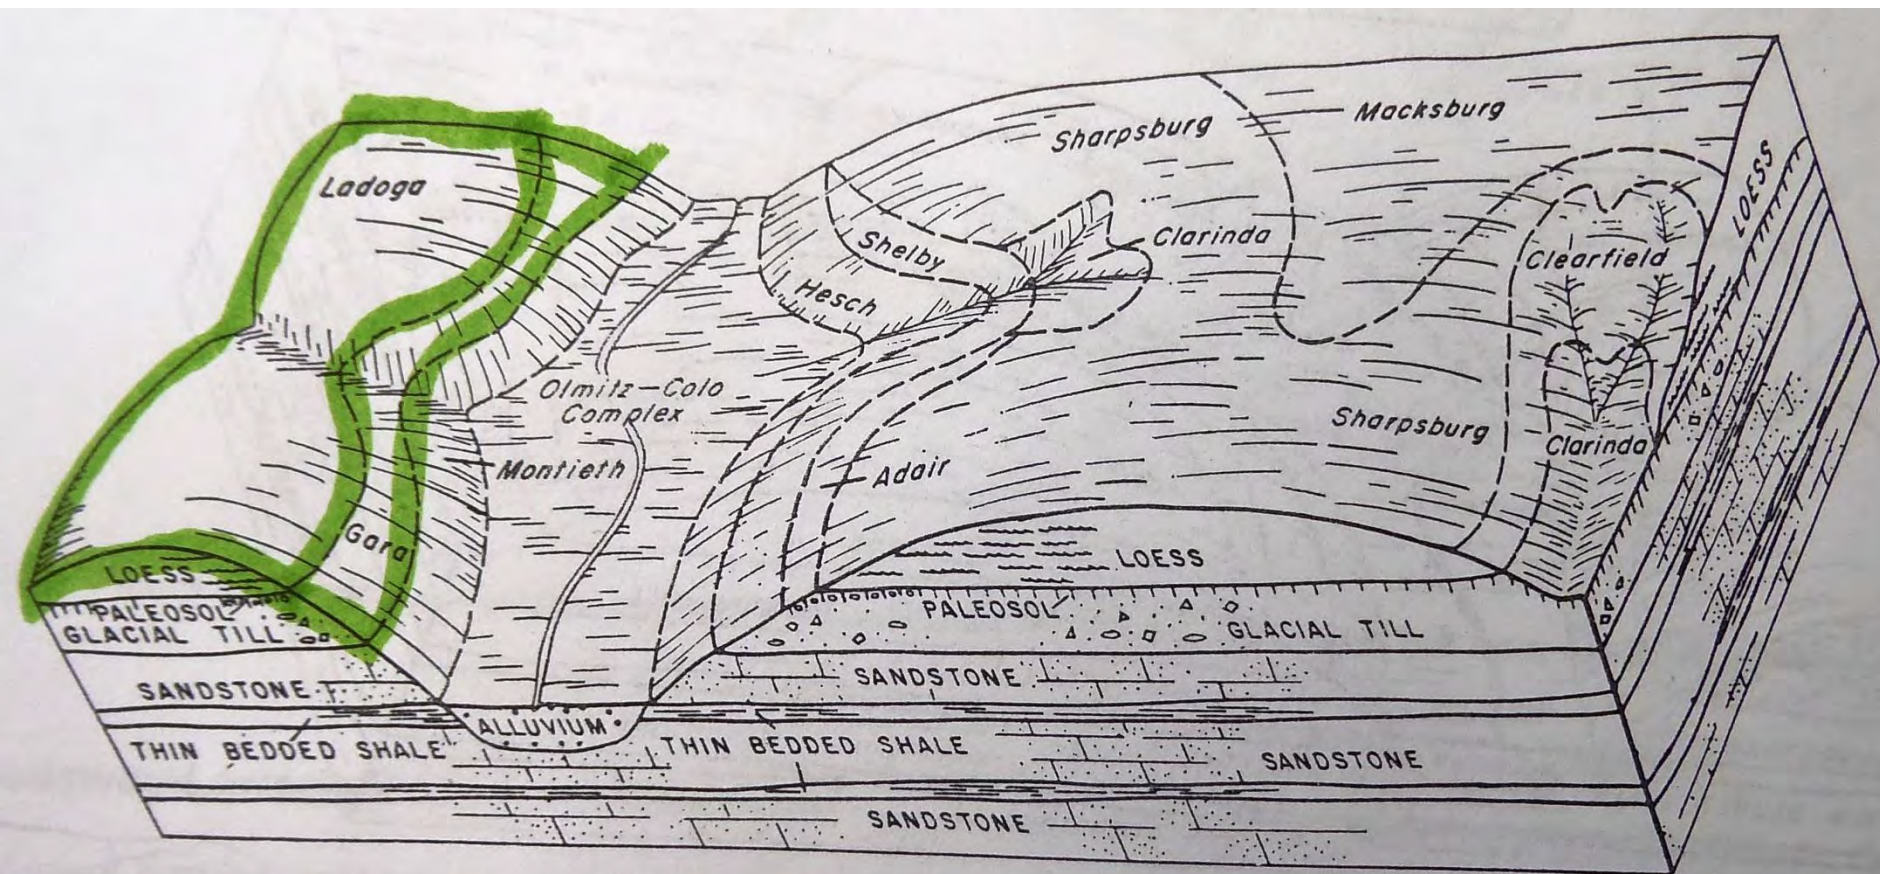 Macksburg
Sharpsburg
Ladoga
LOESS
Shelby
Clarinda
Clearfield
Hesch
Olmitz-Colo
Complex
Sharpsburg
Clarinda
Montieth
Adair
Gara
LOESS
LOESS
PALEOSOL
PALEOSOL
GLACIAL TILL
GLACIAL TILL
SANDSTONE
SANDSTONE
ALLUVIUM
THIN BEDDED SHALE
THIN BEDDED SHALE
SANDSTONE
SANDSTONE